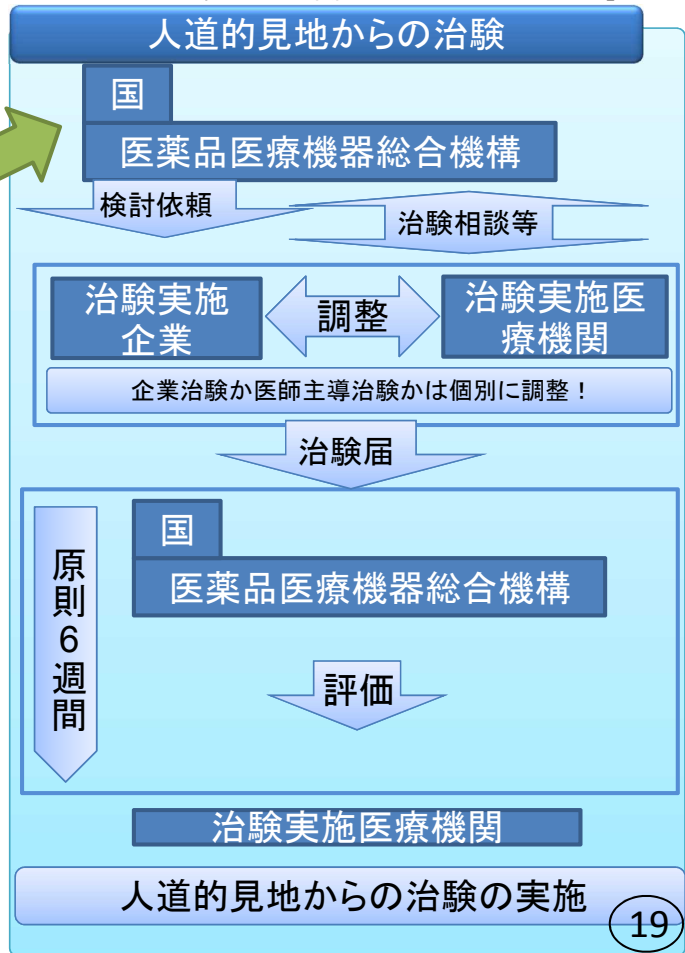 人道的見地からの治験
国
医薬品医療機器総合機構
検討依頼
治験相談等
治験実施
企業
調整
治験実施医
療機関
企業治験か医師主導治験かは個別に調整！
治験届
原則6週間
国
医薬品医療機器総合機構
評価
治験実施医療機関
人道的見地からの治験の実施
19